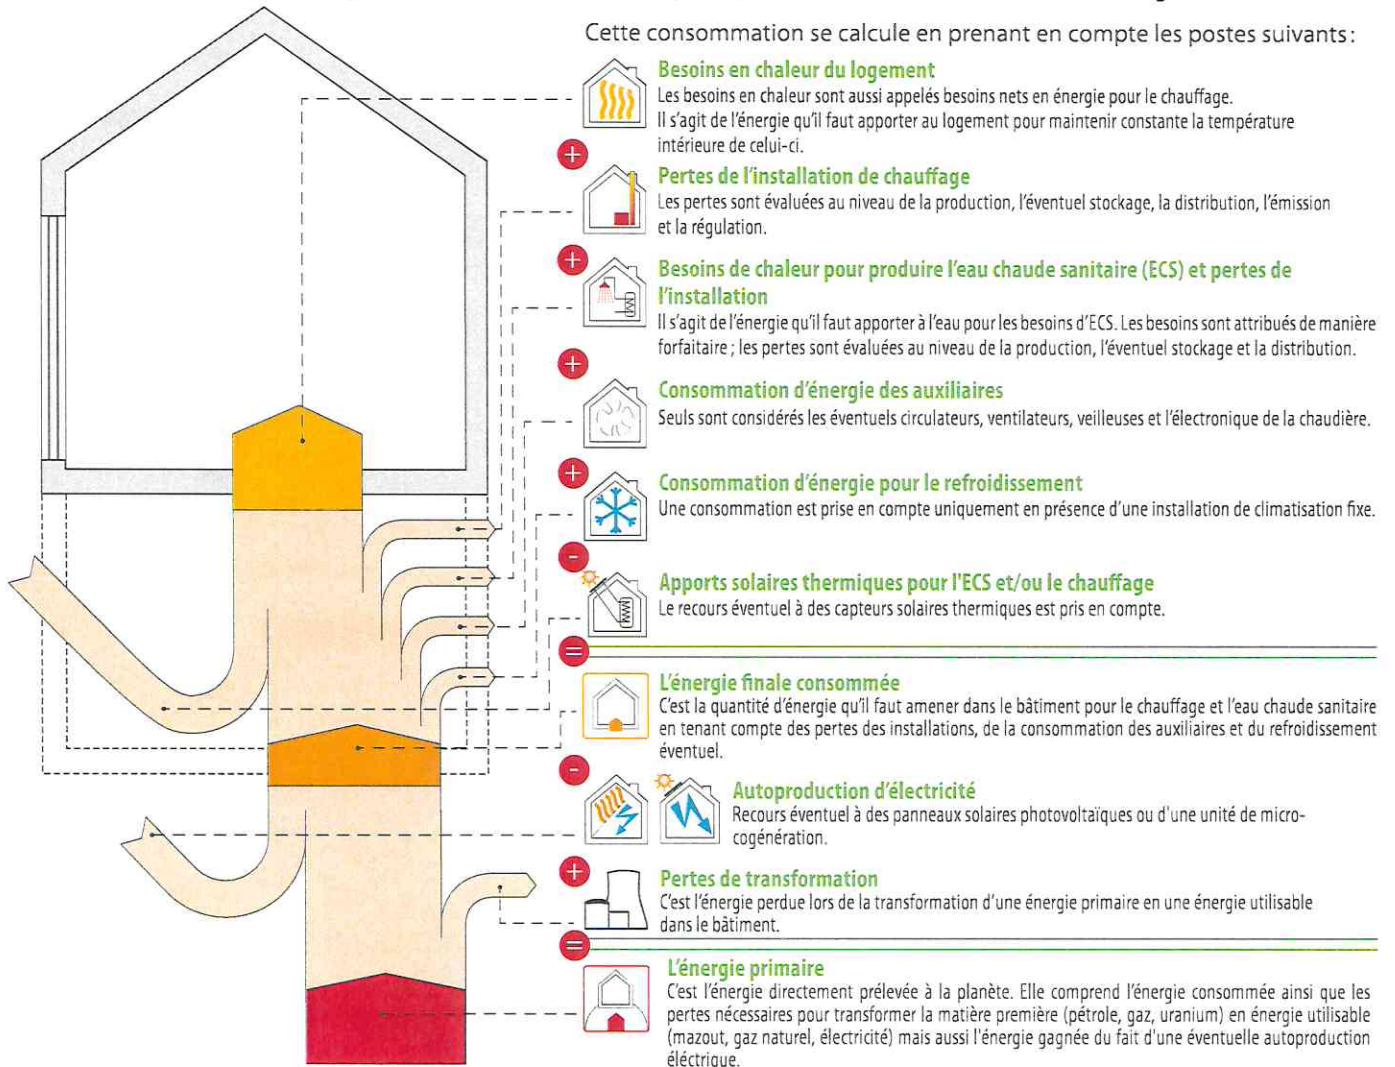 Cette consommation se calcule en prenant en compte les postes suivants:
Besoins en chaleur du logement
Les besoins en chaleur sont aussi appelés besoins nets en énergie pour le chauffage.
Il s'agit de l'énergie qu'il faut apporter au logement pour maintenir constante la température
intérieure de celui-ci.
+
Pertes de l'installation de chauffage
Les pertes sont évaluées au niveau de la production, l'éventuel stockage, la distribution, l'émission
et la régulation.
+
Besoins de chaleur pour produire l'eau chaude sanitaire (ECS) et pertes de
l'installation
Il s'agit de l'énergie qu'il faut apporter à l'eau pour les besoins d'ECS. Les besoins sont attribués de manière
forfaitaire ; les pertes sont évaluées au niveau de la production, l'éventuel stockage et la distribution.
+
Consommation d'énergie des auxiliaires
Seuls sont considérés les éventuels circulateurs, ventilateurs, veilleuses et l'électronique de la chaudière.
+
Consommation d'énergie pour le refroidissement
Une consommation est prise en compte uniquement en présence d'une installation de climatisation fixe.
-
Apports solaires thermiques pour l'ECS et/ou le chauffage
Le recours éventuel à des capteurs solaires thermiques est pris en compte.
=
L'énergie finale consommée
C'est la quantité d'énergie qu'il faut amener dans le bâtiment pour le chauffage et l'eau chaude sanitaire
en tenant compte des pertes des installations, de la consommation des auxiliaires et du refroidissement
éventuel.
-
Autoproduction d'électricité
Recours éventuel à des panneaux solaires photovoltaïques ou d'une unité de micro-
cogénération.
+
Pertes de transformation
C'est l'énergie perdue lors de la transformation d'une énergie primaire en une énergie utilisable
dans le bâtiment.
=
L'énergie primaire
C'est l'énergie directement prélevée à la planète. Elle comprend l'énergie consommée ainsi que les
pertes nécessaires pour transformer la matière première (pétrole, gaz, uranium) en énergie utilisable
(mazout, gaz naturel, électricité) mais aussi l'énergie gagnée du fait d'une éventuelle autoproduction
éléctrique.